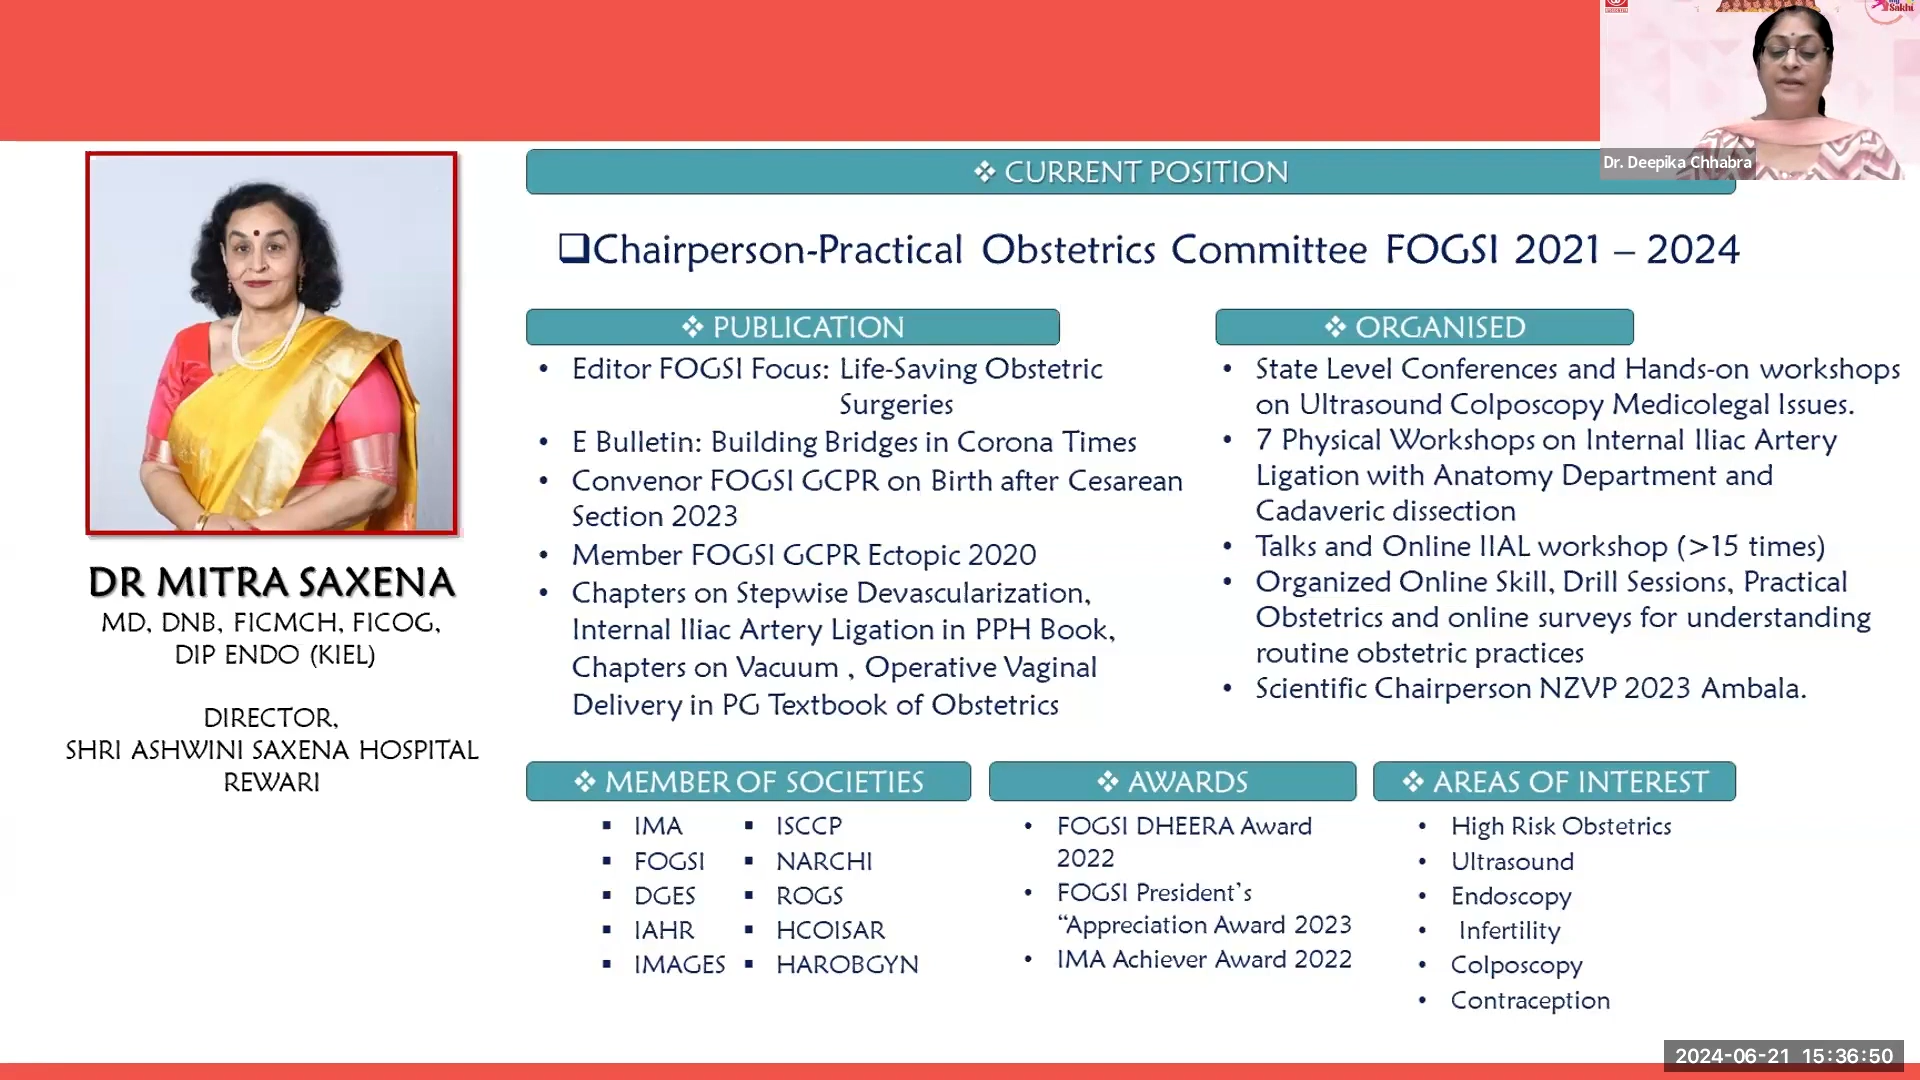 Sakhi
Dr. Deepika Chhabra
❖ CURRENT POSITION
❑Chairperson-Practical Obstetrics Committee FOGSI 2021 – 2024
DR MITRA SAXENA
MD, DNB, FICMCH, FICOG,
DIP ENDO (KIEL)
DIRECTOR,
SHRI ASHWINI SAXENA HOSPITAL
REWARI
❖ PUBLICATION
• Editor FOGSI Focus: Life-Saving Obstetric
Surgeries
• E Bulletin: Building Bridges in Corona Times
• Convenor FOGSI GCPR on Birth after Cesarean
Section 2023
• Member FOGSI GCPR Ectopic 2020
• Chapters on Stepwise Devascularization,
Internal Iliac Artery Ligation in PPH Book,
Chapters on Vacuum , Operative Vaginal
Delivery in PG Textbook of Obstetrics
❖ ORGANISED
• State Level Conferences and Hands-on workshops
on Ultrasound Colposcopy Medicolegal Issues.
• 7 Physical Workshops on Internal Iliac Artery
Ligation with Anatomy Department and
Cadaveric dissection
• Talks and Online IIAL workshop (>15 times)
• Organized Online Skill, Drill Sessions, Practical
Obstetrics and online surveys for understanding
routine obstetric practices
• Scientific Chairperson NZVP 2023 Ambala.
❖ MEMBER OF SOCIETIES
▪ IMA
▪ FOGSI
▪ DGES
▪ IAHR
▪ IMAGES
▪ ISCCP
▪ NARCHI
▪ ROGS
▪ HCOISAR
▪ HAROBGYN
❖ AWARDS
• FOGSI DHEERA Award
2022
• FOGSI President's
“Appreciation Award 2023
• IMA Achiever Award 2022
❖ AREAS OF INTEREST
• High Risk Obstetrics
• Ultrasound
• Endoscopy
• Infertility
• Colposcopy
• Contraception
2024-06-21 15:36:50